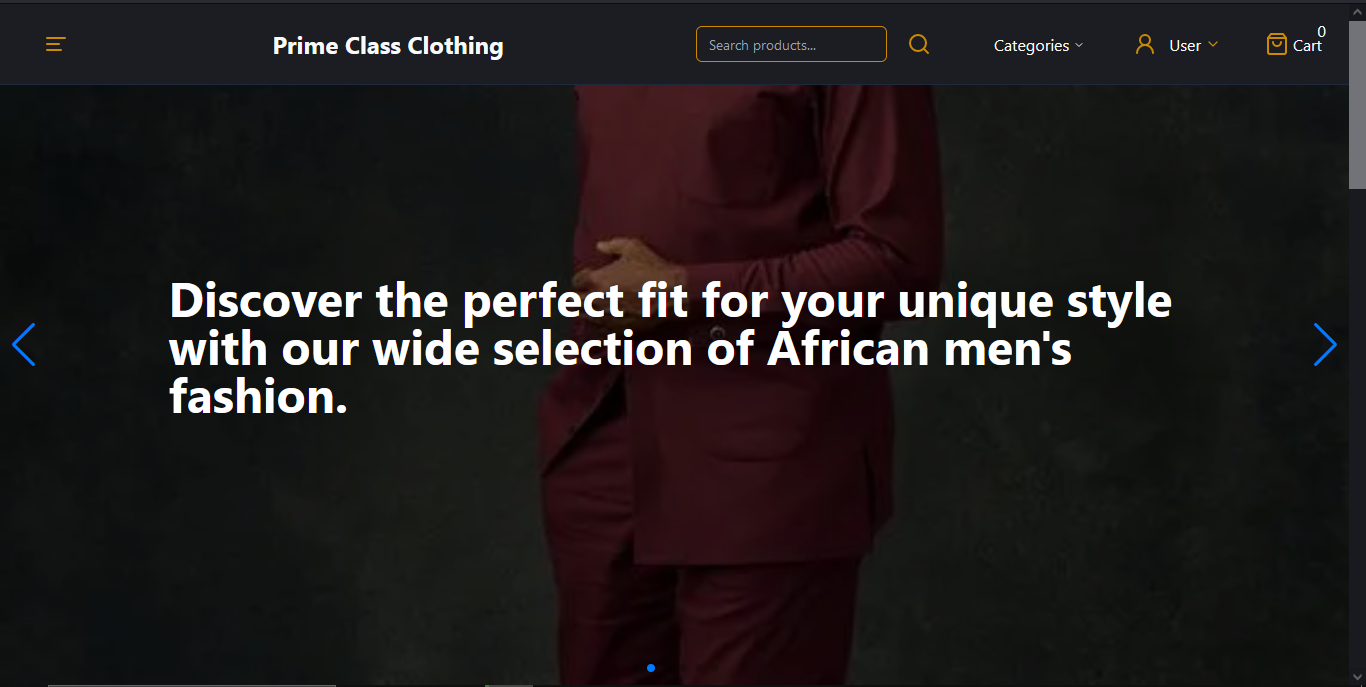 Prime Class Clothing
Search products...
Categories
User
0
Cart
Discover the perfect fit for your unique style
with our wide selection of African men's
fashion.